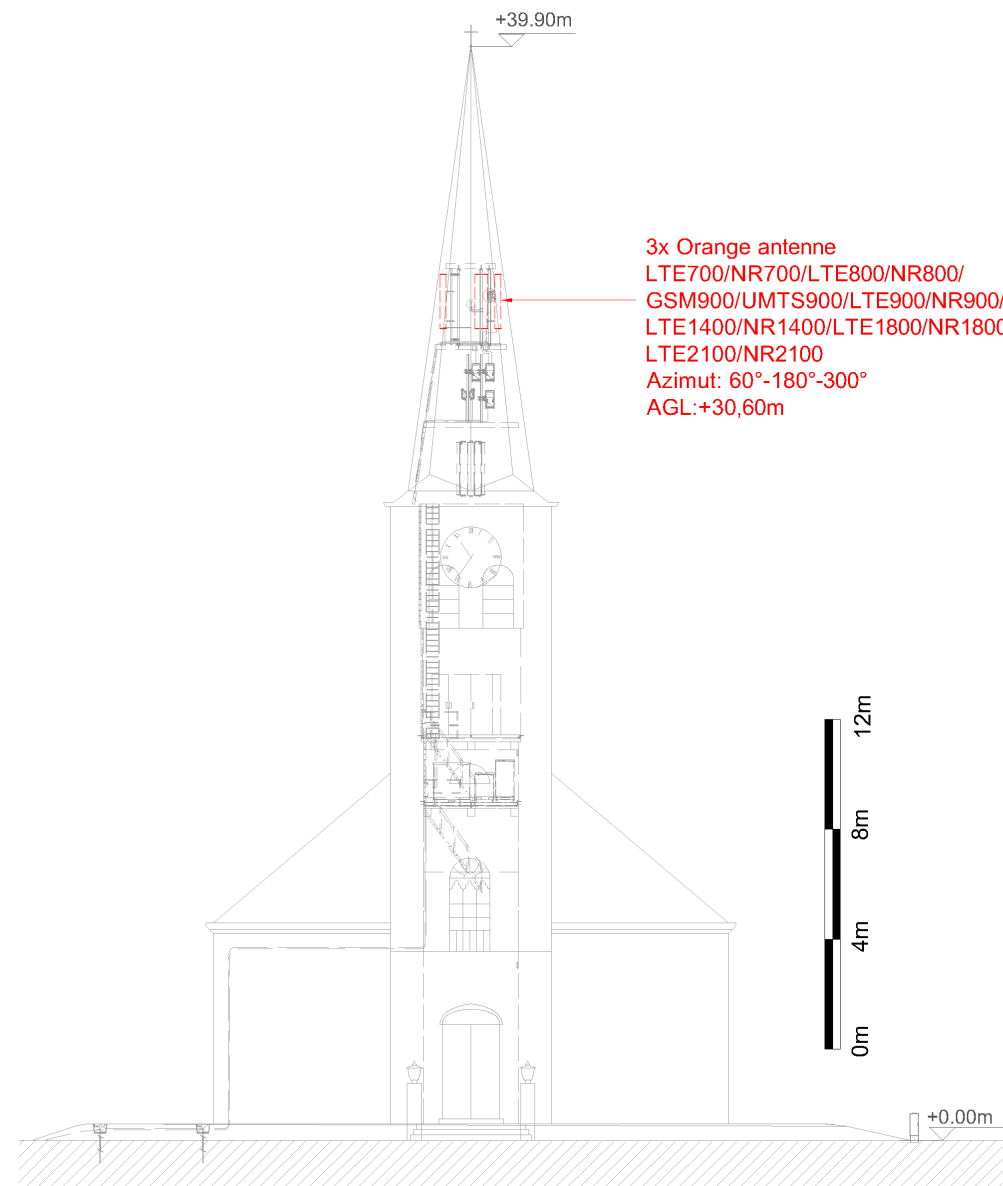 +39.90m
3x Orange antenne
LTE700/NR700/LTE800/NR800/
GSM900/UMTS900/LTE900/NR900/
LTE1400/NR1400/LTE1800/NR1800
LTE2100/NR2100
Azimut: 60°-180°-300°
AGL:+30,60m
12m
8m
4m
0m
+0.00m